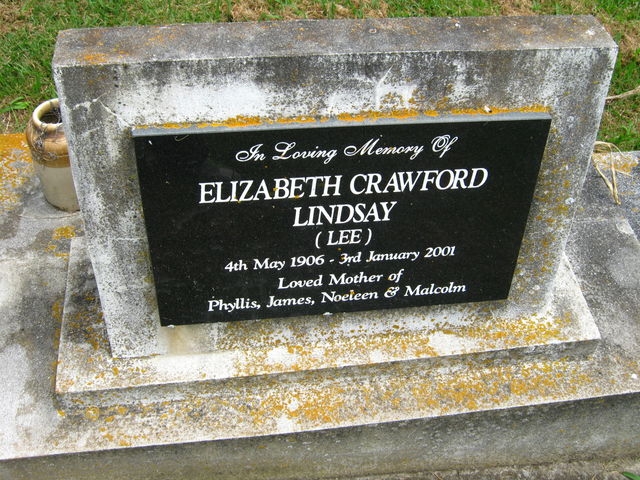 In Loving Memory Of
ELIZABETH CRAWFORD
LINDSAY
( LEE )
4th May 1906 - 3rd January 2001
Loved Mother of
Phyllis, James, Noeleen & Malcolm